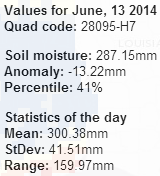 Values for June, 13 2014
Quad code: 28095-H7
Soil moisture: 287.15mm
Anomaly: -13.22mm
Percentile: 41%
Statistics of the day
Mean: 300.38mm
StDev: 41.51mm
Range: 159.97mm